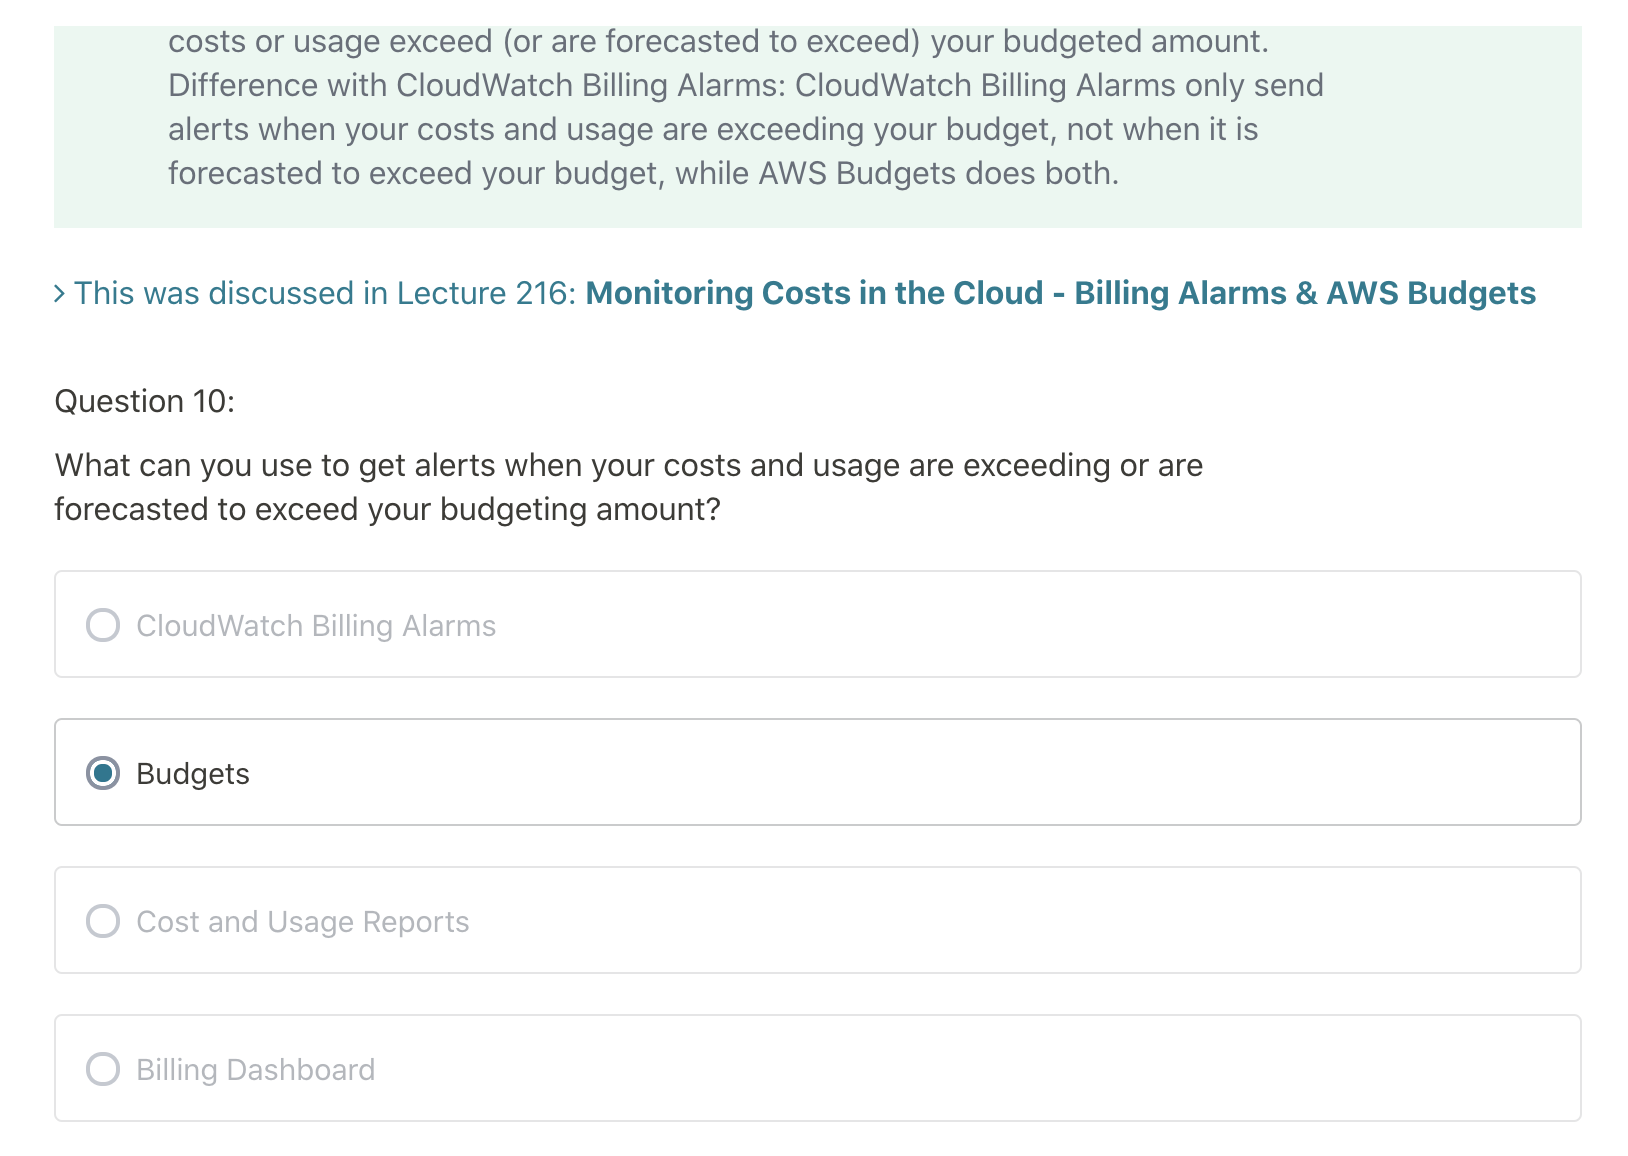 costs or usage exceed (or are forecasted to exceed) your budgeted amount.
Difference with CloudWatch Billing Alarms: CloudWatch Billing Alarms only send
alerts when your costs and usage are exceeding your budget, not when it is
forecasted to exceed your budget, while AWS Budgets does both.
> This was discussed in Lecture 216: Monitoring Costs in the Cloud - Billing Alarms & AWS Budgets
Question 10:
What can you use to get alerts when your costs and usage are exceeding or are
forecasted to exceed your budgeting amount?
CloudWatch Billing Alarms
Budgets
Cost and Usage Reports
Billing Dashboard